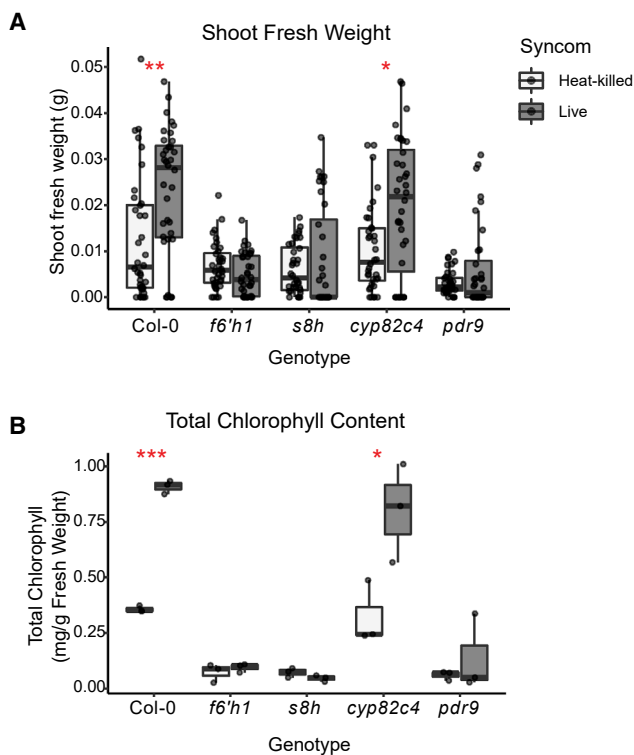 A
Shoot Fresh Weight
Shoot fresh weight (g)
0.05
0.04
0.03
0.02
0.01
0.00
** *
Col-0 f6'h1 s8h cyp82c4 pdr9
Genotype
Syncom
Heat-killed
Live
B
Total Chlorophyll Content
Total Chlorophyll
(mg/g Fresh Weight)
1.00
0.75
0.50
0.25
0.00
*** *
Col-0 f6'h1 s8h cyp82c4 pdr9
Genotype